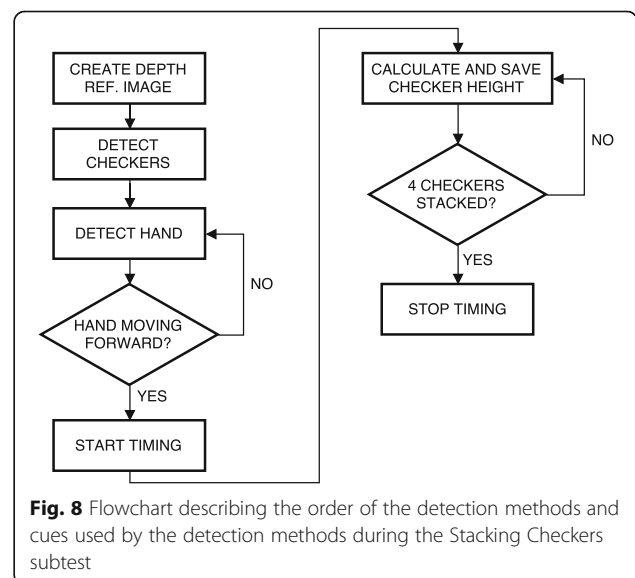 CREATE DEPTH
REF. IMAGE
DETECT
CHECKERS
DETECT HAND
NO
HAND MOVING
FORWARD?
YES
START TIMING
CALCULATE AND SAVE
CHECKER HEIGHT
NO
4 CHECKERS
STACKED?
YES
STOP TIMING
Fig. 8 Flowchart describing the order of the detection methods and
cues used by the detection methods during the Stacking Checkers
subtest